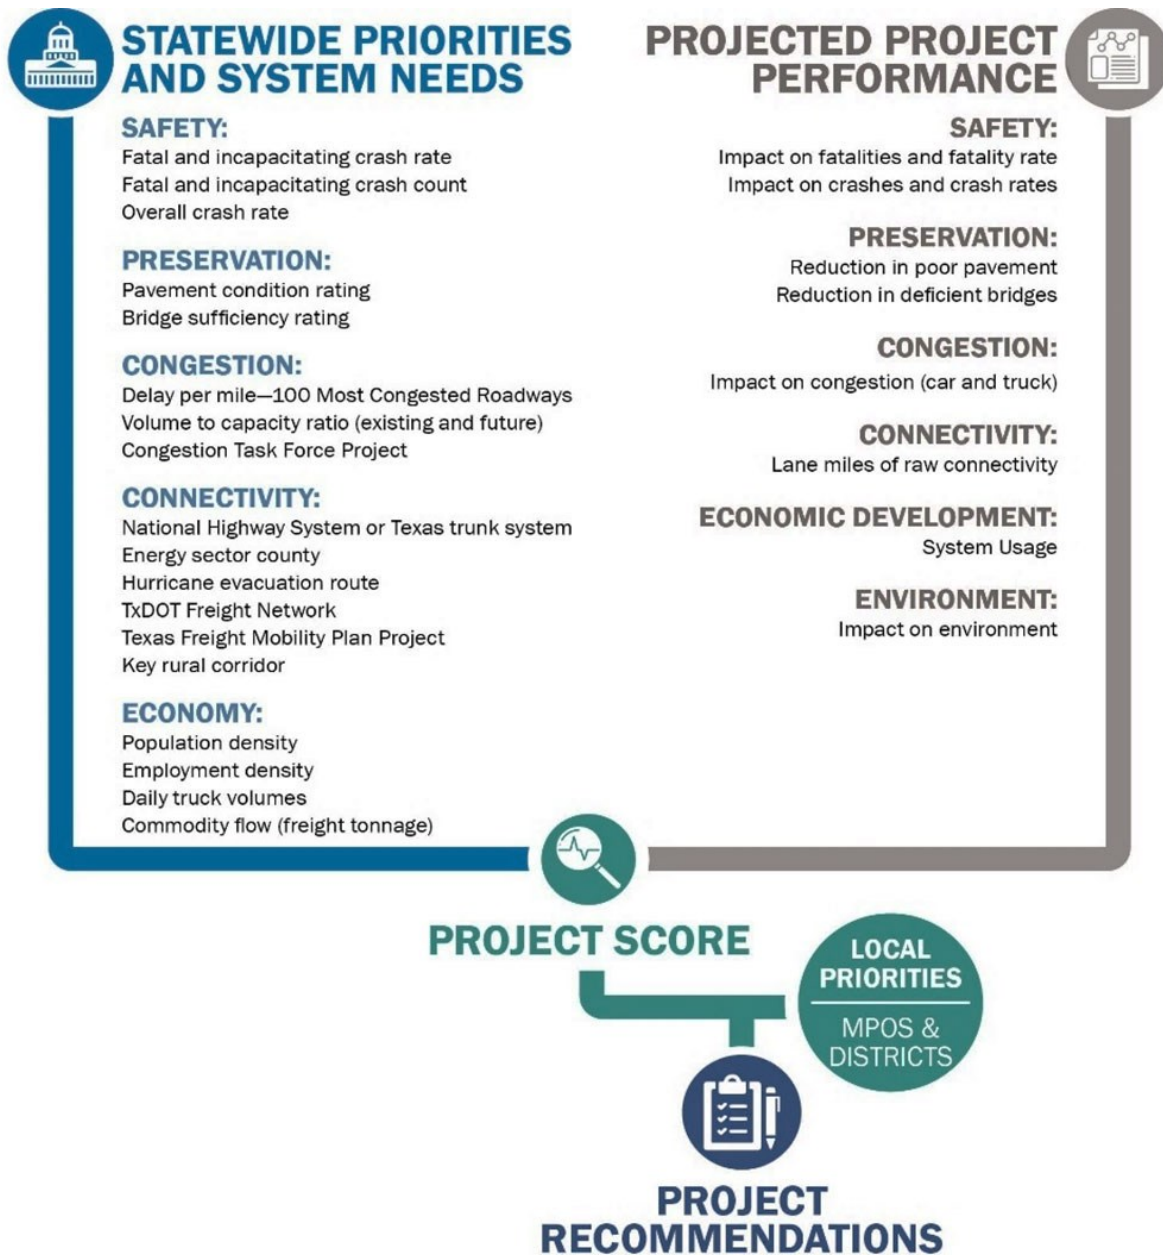 STATEWIDE PRIORITIES
AND SYSTEM NEEDS
SAFETY:
Fatal and incapacitating crash rate
Fatal and incapacitating crash count
Overall crash rate
PRESERVATION:
Pavement condition rating
Bridge sufficiency rating
CONGESTION:
Delay per mile—100 Most Congested Roadways
Volume to capacity ratio (existing and future)
Congestion Task Force Project
CONNECTIVITY:
National Highway System or Texas trunk system
Energy sector county
Hurricane evacuation route
TxDOT Freight Network
Texas Freight Mobility Plan Project
Key rural corridor
ECONOMY:
Population density
Employment density
Daily truck volumes
Commodity flow (freight tonnage)
PROJECTED PROJECT
PERFORMANCE
SAFETY:
Impact on fatalities and fatality rate
Impact on crashes and crash rates
PRESERVATION:
Reduction in poor pavement
Reduction in deficient bridges
CONGESTION:
Impact on congestion (car and truck)
CONNECTIVITY:
Lane miles of raw connectivity
ECONOMIC DEVELOPMENT:
System Usage
ENVIRONMENT:
Impact on environment
PROJECT SCORE
LOCAL
PRIORITIES
MPOS &
DISTRICTS
PROJECT
RECOMMENDATIONS